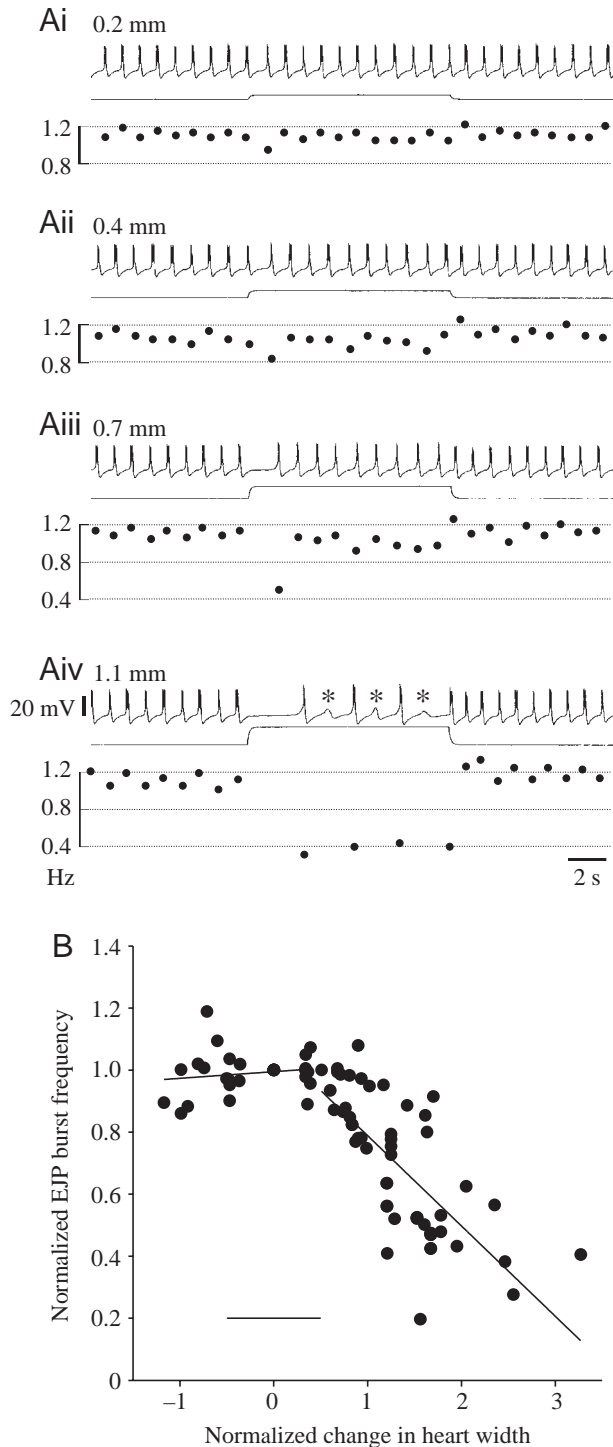 Ai
0.2 mm
1.2
0.8
Aii
0.4 mm
1.2
0.8
Aiii
0.7 mm
1.2
0.8
0.4
Aiv
1.1 mm
20 mV
* * *
1.2
0.8
0.4
Hz
2 s
B
1.4
1.2
1.0
0.8
0.6
0.4
0.2
0
Normalized EJP burst frequency
–1 0 1 2 3
Normalized change in heart width